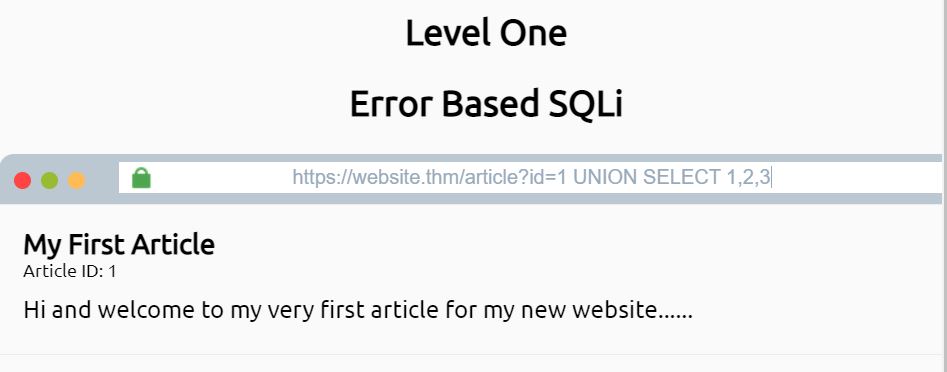 Level One
Error Based SQLi
https://website.thm/article?id=1 UNION SELECT 1,2,3
My First Article
Article ID: 1
Hi and welcome to my very first article for my new website......